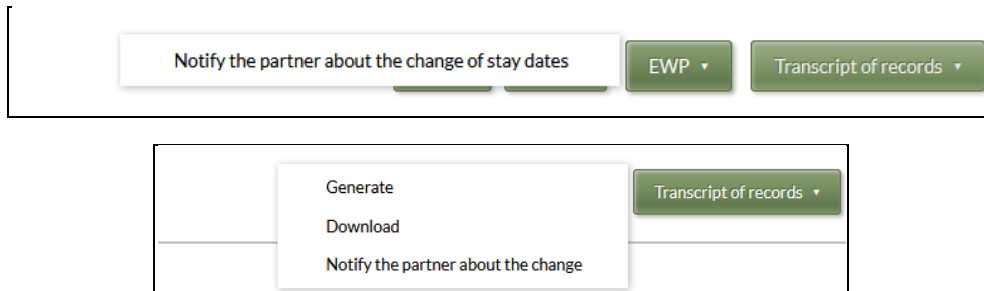 Notify the partner about the change of stay dates EWP ▾ Transcript of records ▾
Generate Transcript of records ▾
Download
Notify the partner about the change